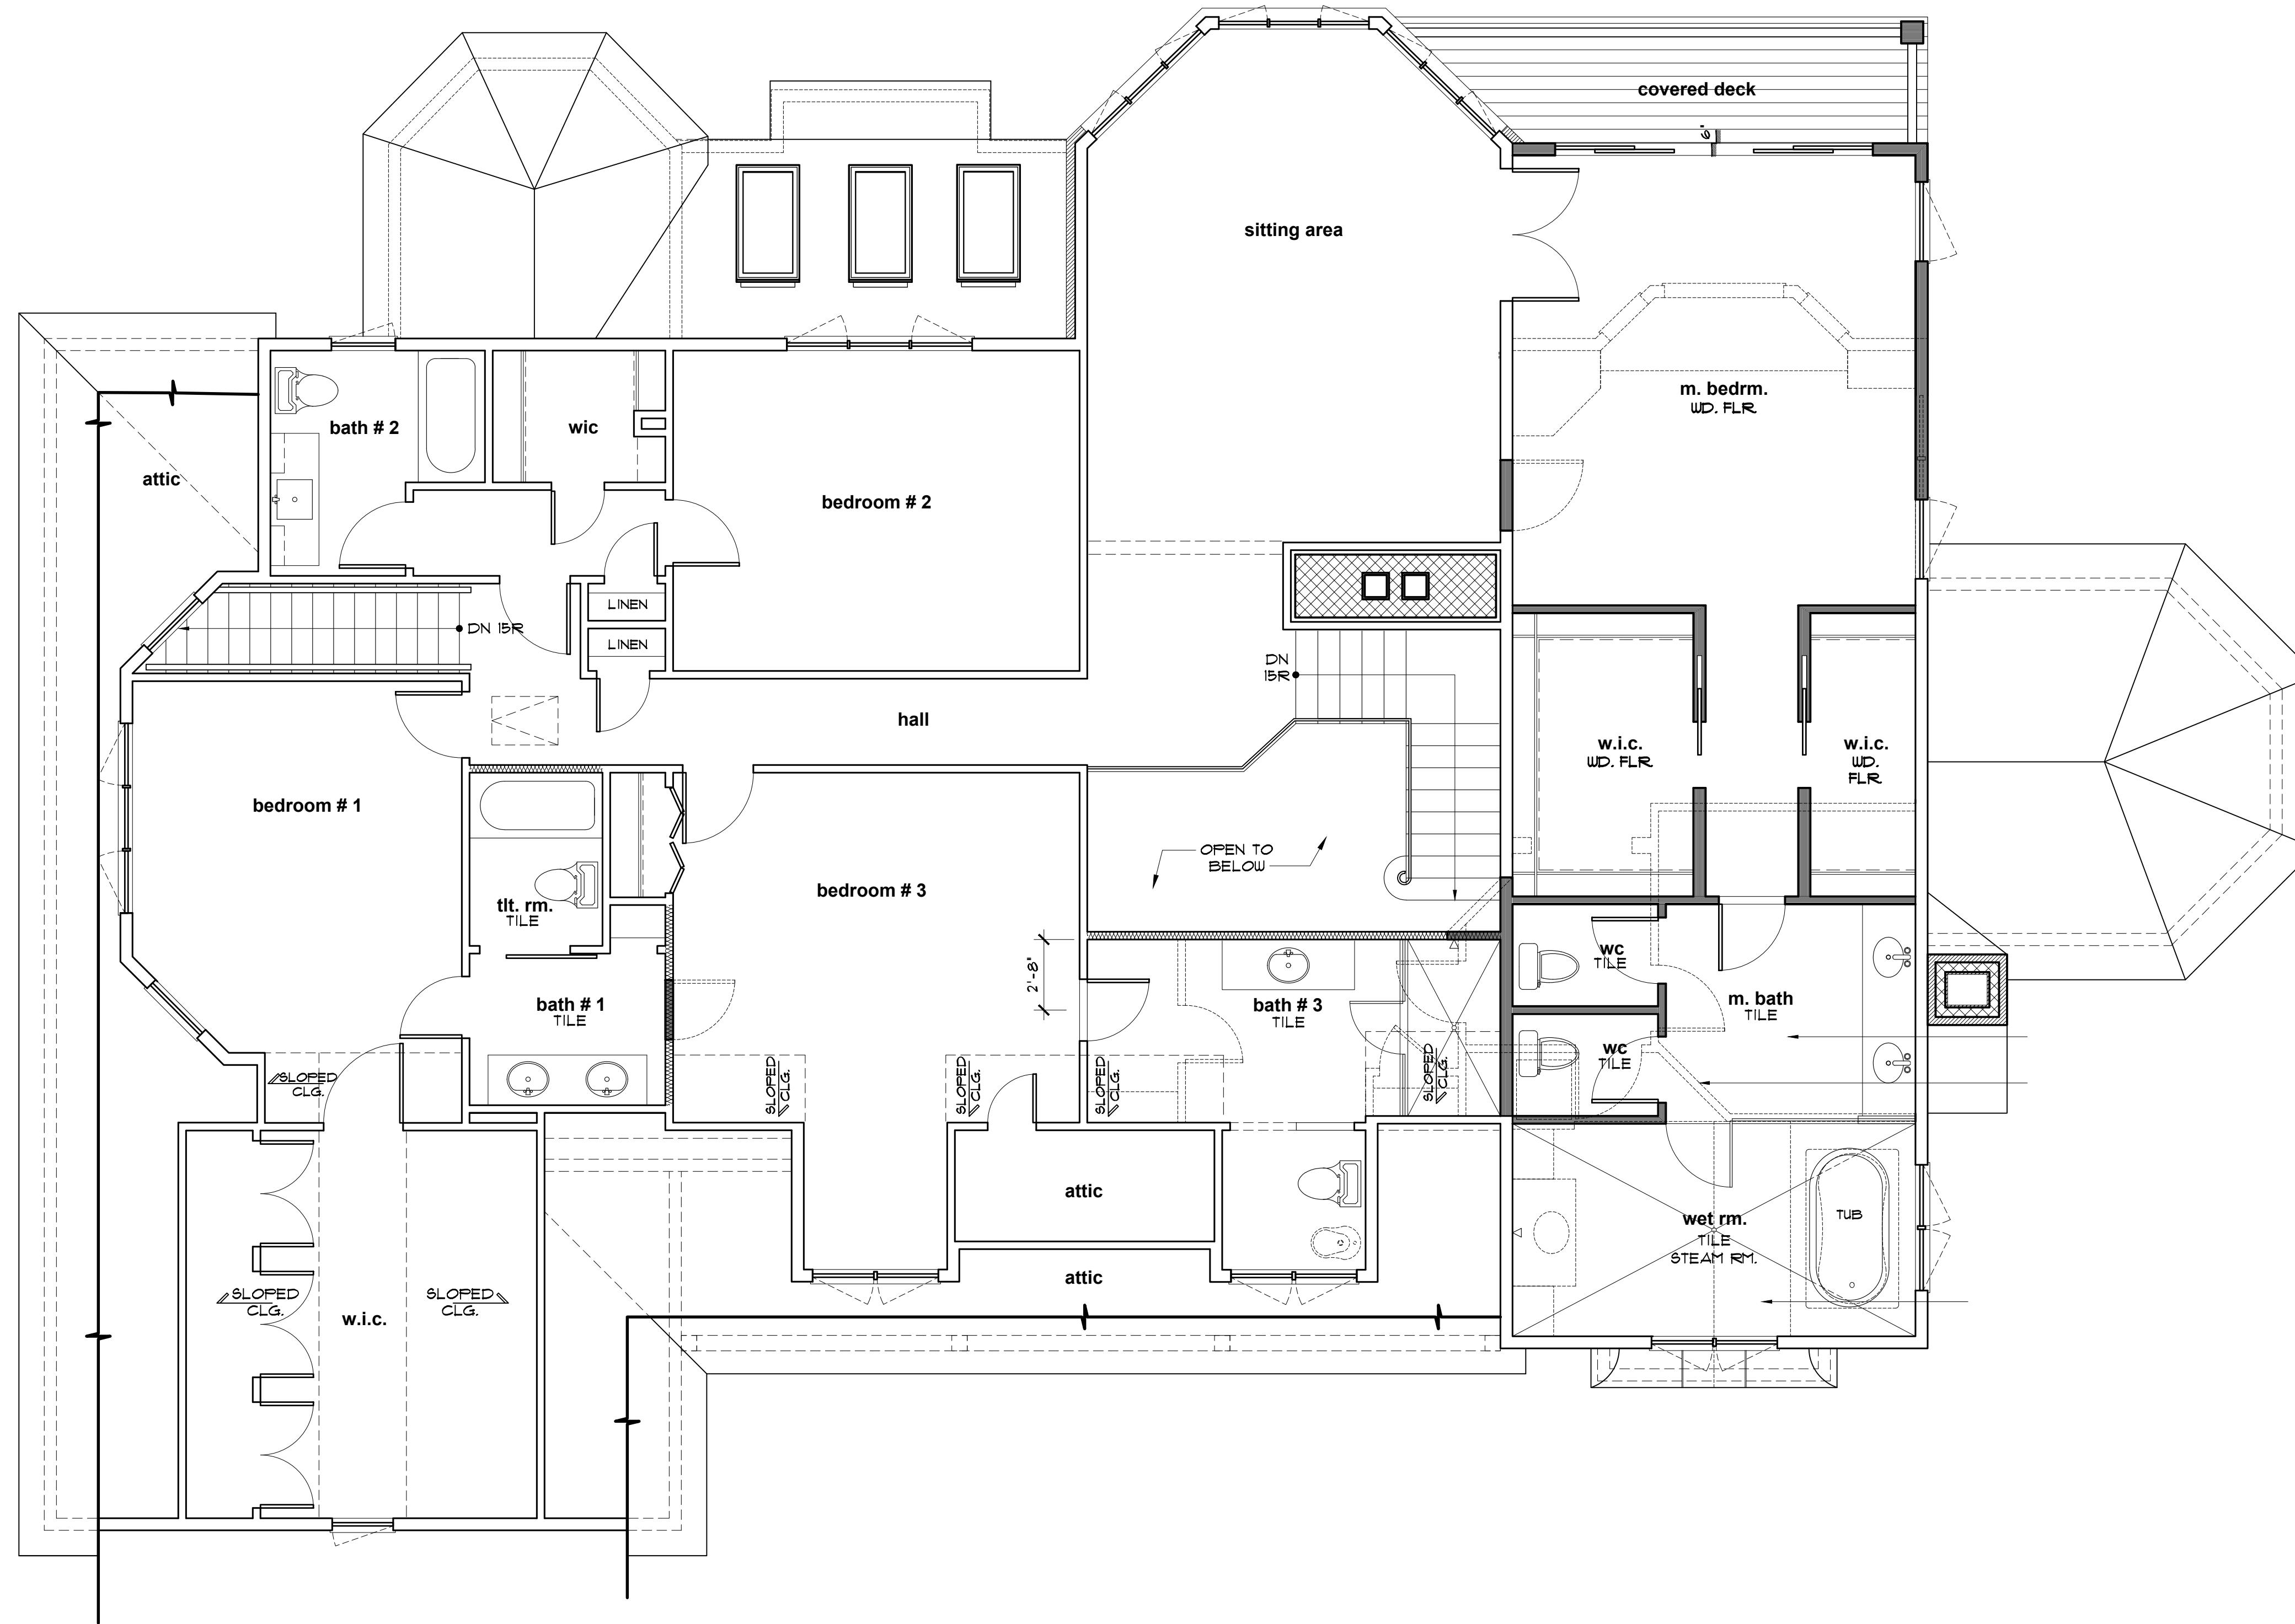 covered deck
6'
sitting area
m. bedrm.
WD. FLR.
bath # 2
wic
attic
bedroom # 2
LINEN
DN 15R
LINEN
DN
15R
hall
w.i.c.
WD. FLR.
w.i.c.
WD.
FLR.
bedroom # 1
OPEN TO
BELOW
bedroom # 3
tlt. rm.
TILE
wc
TILE
2'-8"
bath # 1
TILE
bath # 3
TILE
m. bath
TILE
wc
TILE
SLOPED
CLG.
SLOPED
CLG.
SLOPED
CLG.
SLOPED
CLG.
SLOPED
CLG.
attic
wet rm.
TILE
STEAM RM.
TUB
attic
SLOPED
CLG.
SLOPED
CLG.
w.i.c.